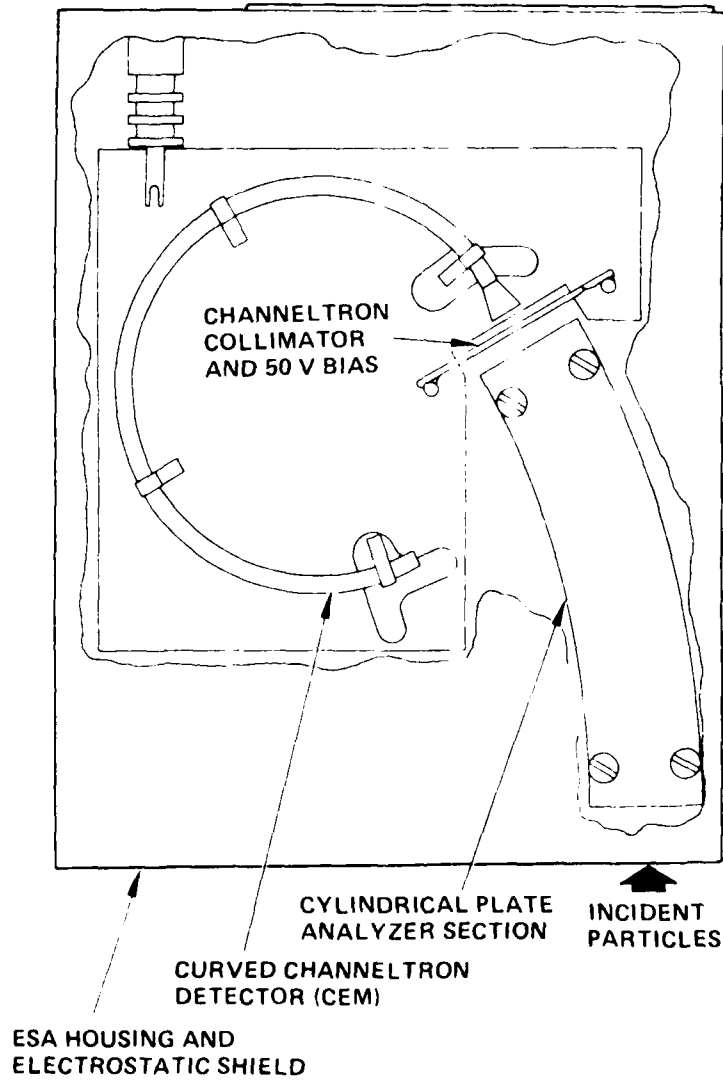 CHANNELTRON
COLLIMATOR
AND 50 V BIAS
CYLINDRICAL PLATE
ANALYZER SECTION
INCIDENT
PARTICLES
CURVED CHANNELTRON
DETECTOR (CEM)
ESA HOUSING AND
ELECTROSTATIC SHIELD